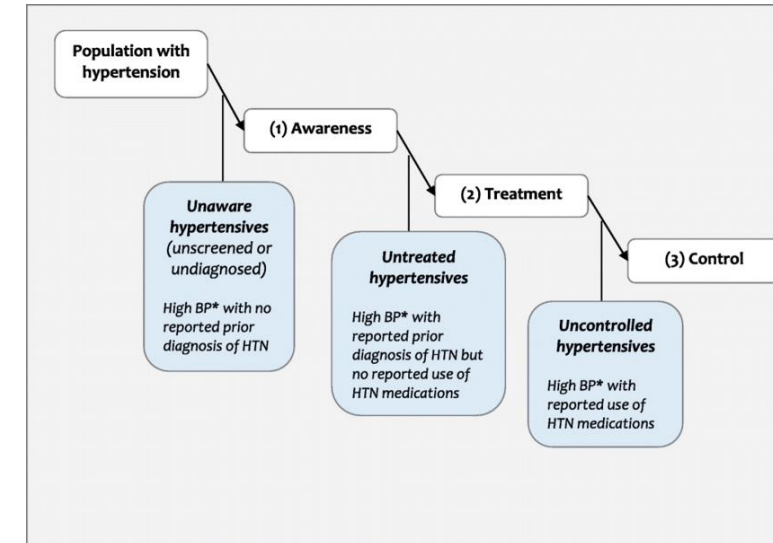 Population with
hypertension
(1) Awareness
Unaware
hypertensives
(unscreened or
undiagnosed)
High BP* with no
reported prior
diagnosis of HTN
(2) Treatment
Untreated
hypertensives
High BP* with
reported prior
diagnosis of HTN but
no reported use of
HTN medications
(3) Control
Uncontrolled
hypertensives
High BP* with
reported use of
HTN medications